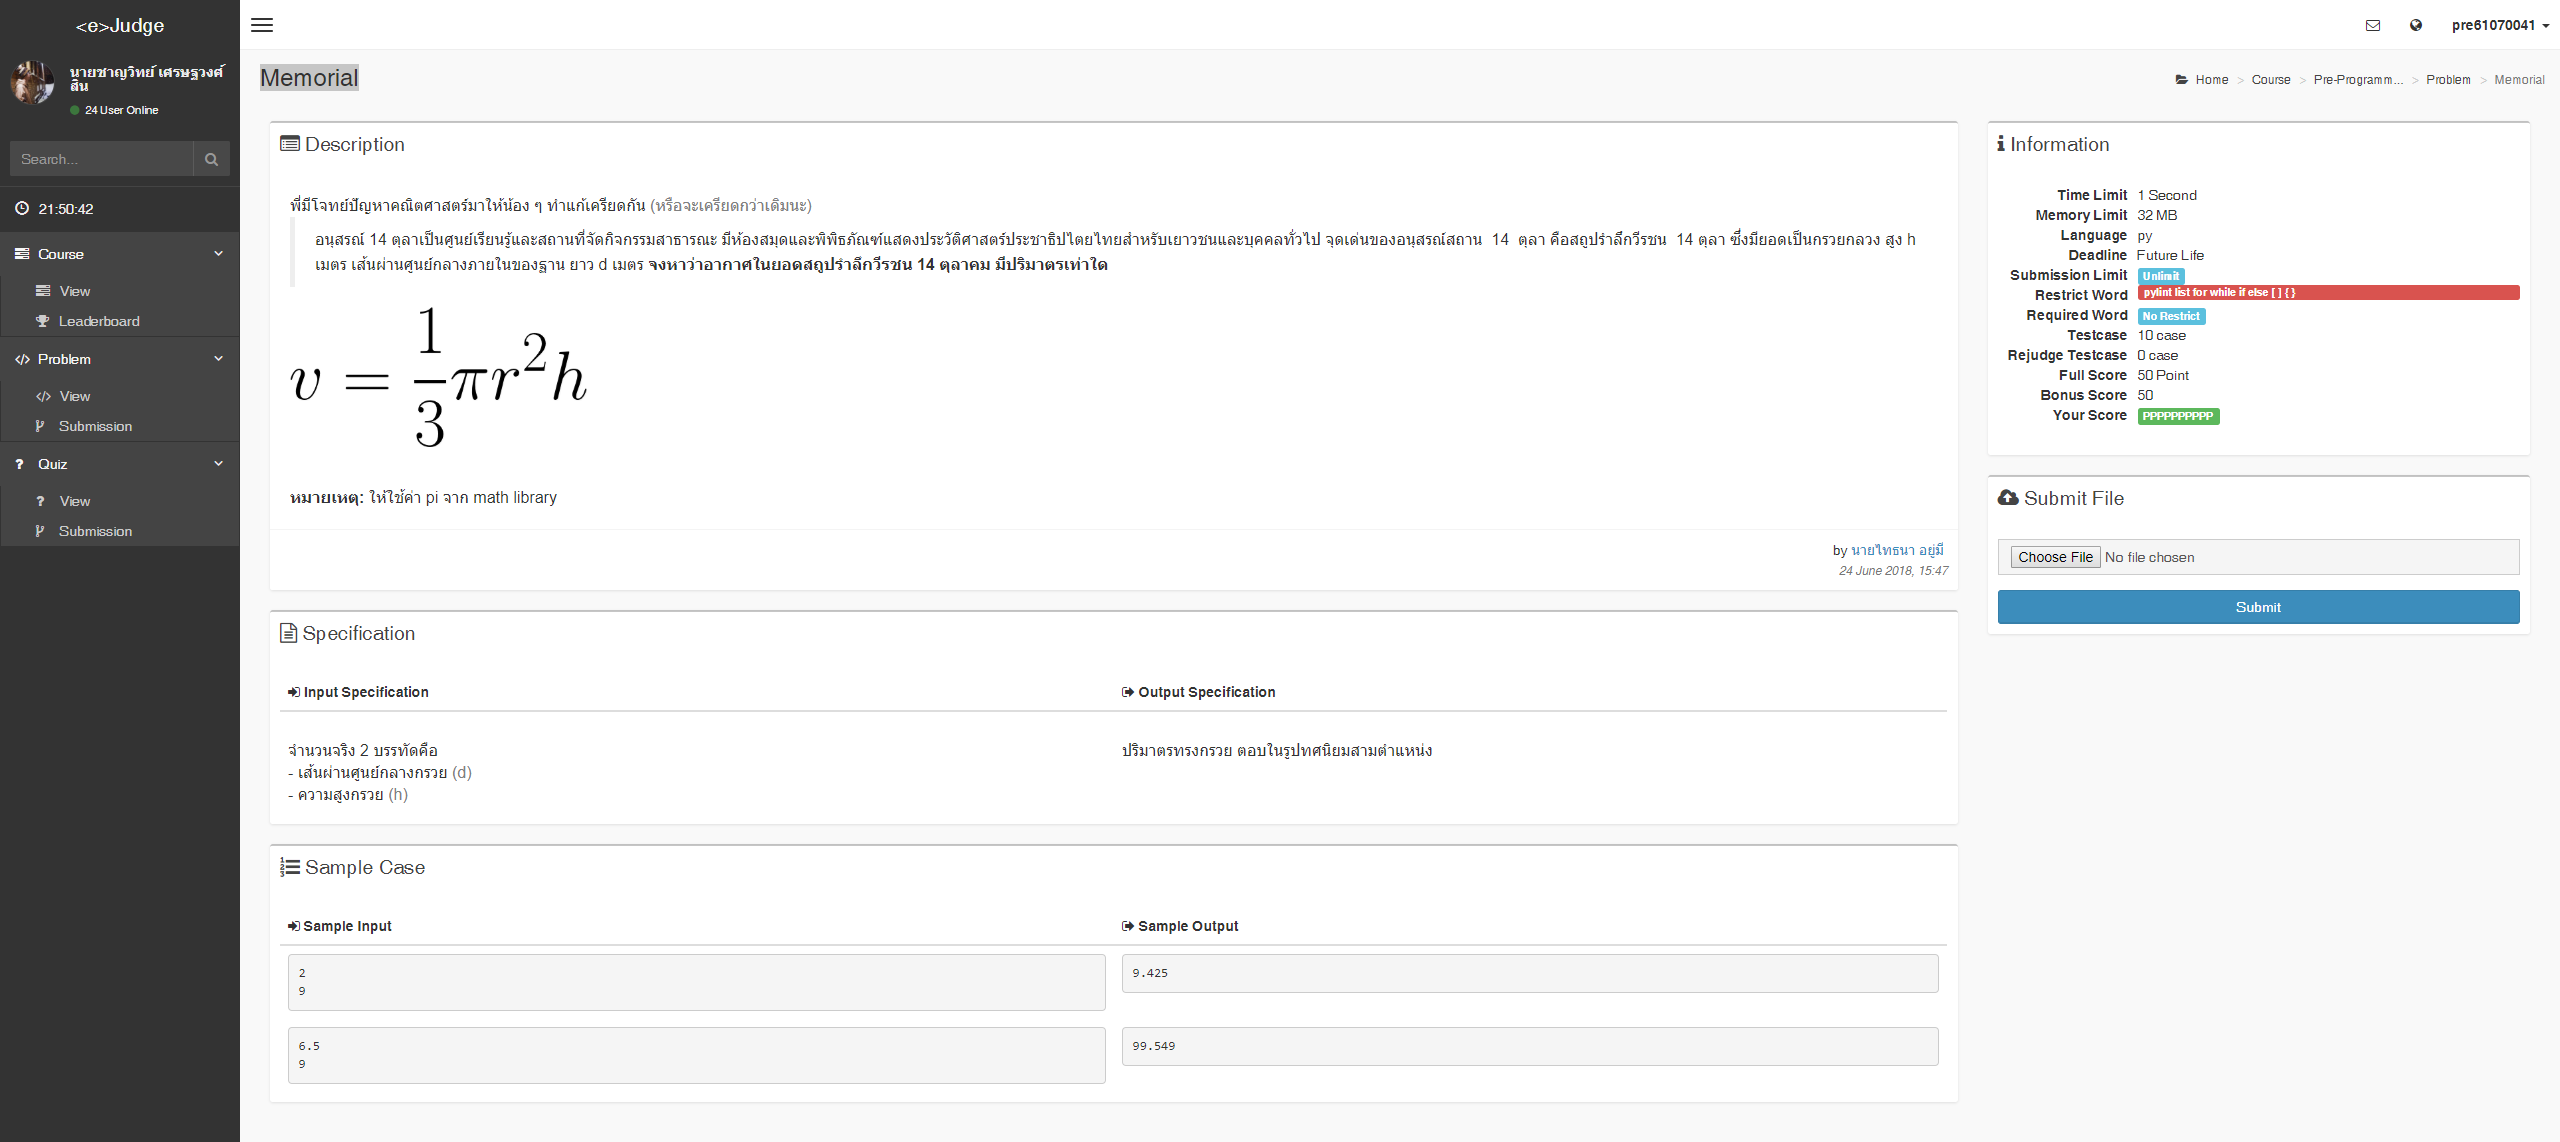 <e>Judge
นายชาญวิทย์ เศรษฐวงศ์
สิน
24 User Online
Search...
21:50:42
Course
View
Leaderboard
Problem
View
Submission
Quiz
View
Submission
pre61070041
Memorial
Home > Course > Pre-Programm... > Problem > Memorial
Description
พี่มีโจทย์ปัญหาคณิตศาสตร์มาให้น้อง ๆ ทำแก้เครียดกัน (หรือจะเครียดกว่าเดิมนะ)
อนุสรณ์ 14 ตุลาเป็นศูนย์เรียนรู้และสถานที่จัดกิจกรรมสาธารณะ มีห้องสมุดและพิพิธภัณฑ์แสดงประวัติศาสตร์ประชาธิปไตยไทยสำหรับเยาวชนและบุคคลทั่วไป จุดเด่นของอนุสรณ์สถาน 14 ตุลา คือสถูปรำลึกวีรชน 14 ตุลา ซึ่งมียอดเป็นกรวยกลวง สูง h
เมตร เส้นผ่านศูนย์กลางภายในของฐาน ยาว d เมตร จงหาว่าอากาศในยอดสถูปรำลึกวีรชน 14 ตุลาคม มีปริมาตรเท่าใด
v = 1/3 πr²h
หมายเหตุ: ให้ใช้ค่า pi จาก math library
by นายไทธนา อยู่มี
24 June 2018, 15:47
Specification
Input Specification
Output Specification
จำนวนจริง 2 บรรทัดคือ
- เส้นผ่านศูนย์กลางกรวย (d)
- ความสูงกรวย (h)
ปริมาตรทรงกรวย ตอบในรูปทศนิยมสามตำแหน่ง
Sample Case
Sample Input
Sample Output
2
9
9.425
6.5
9
99.549
Information
Time Limit 1 Second
Memory Limit 32 MB
Language py
Deadline Future Life
Submission Limit Unlimit
Restrict Word pylint list for while if else [ ] { }
Required Word No Restrict
Testcase 10 case
Rejudge Testcase 0 case
Full Score 50 Point
Bonus Score 50
Your Score PPPPPPPPPP
Submit File
Choose File No file chosen
Submit